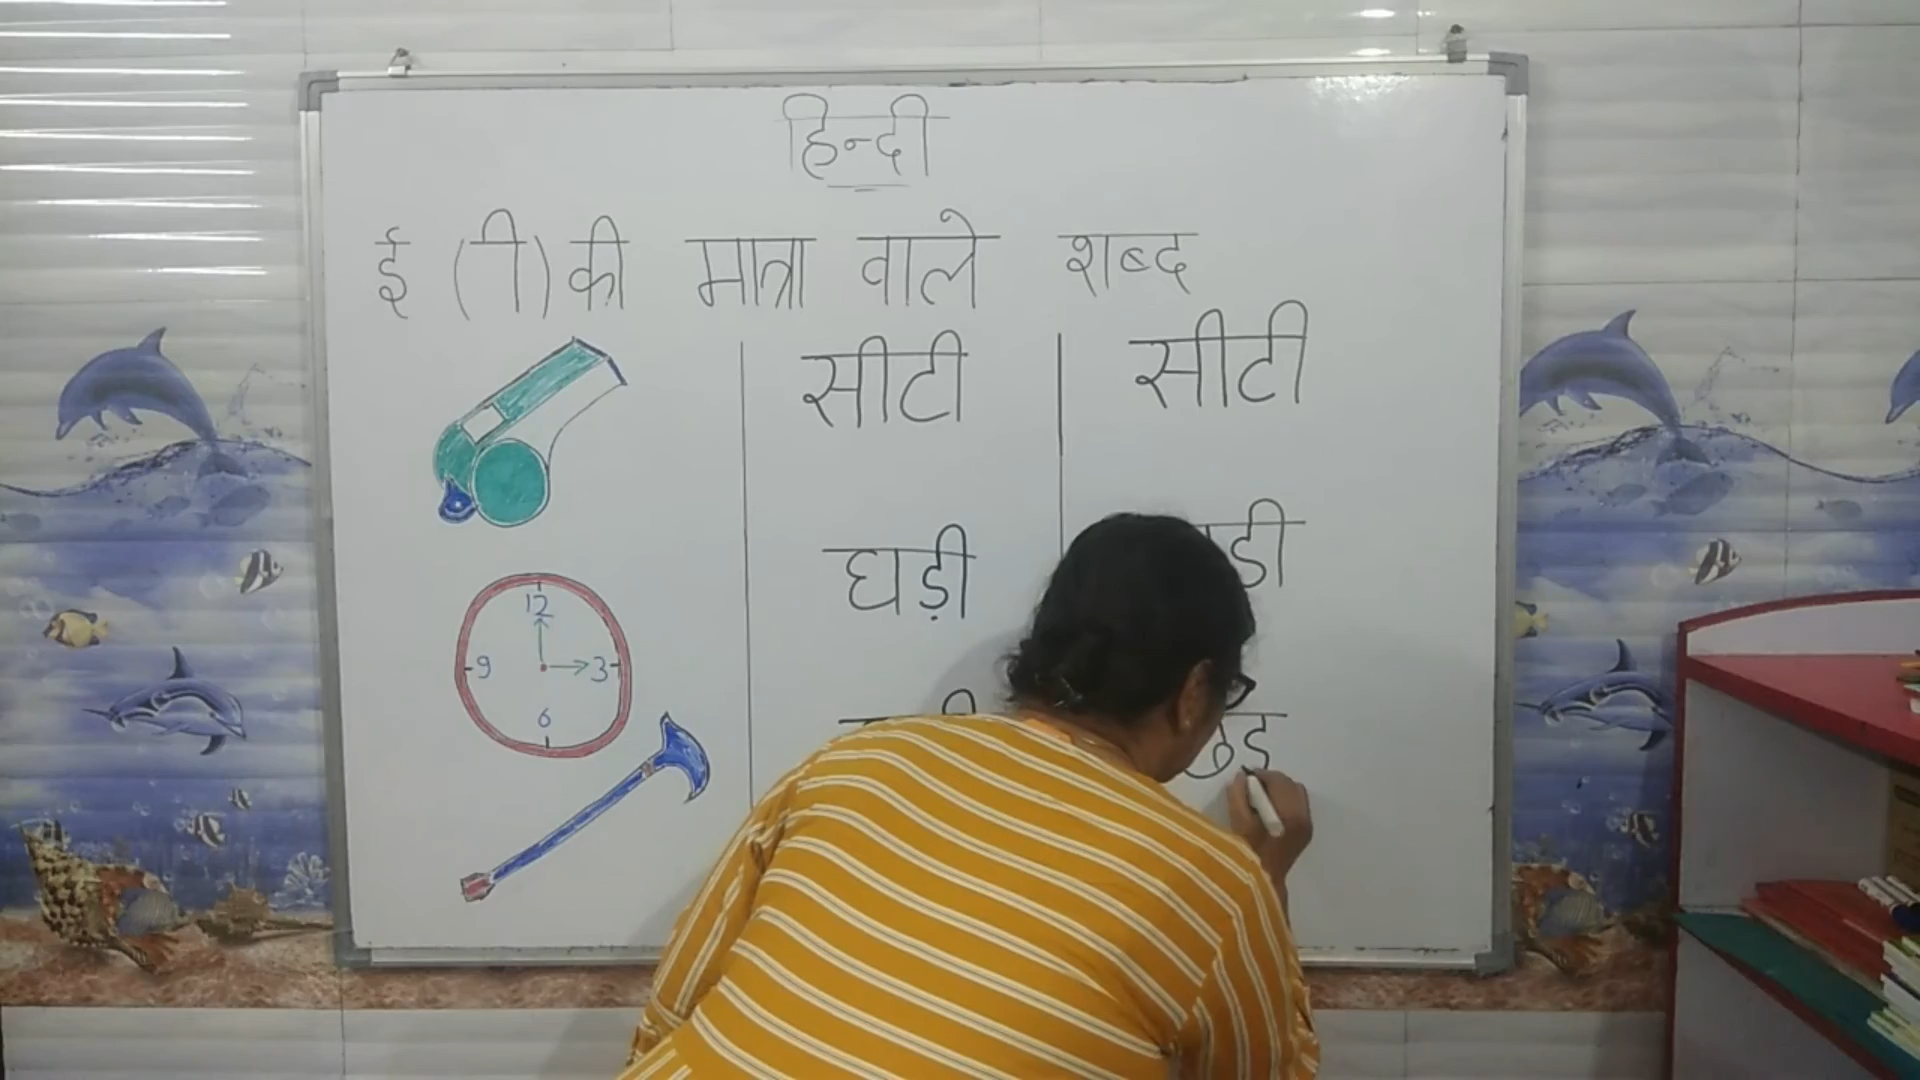 हिन्दी
ई (ी) की मात्रा वाले शब्द
सीटी सीटी
घड़ी
12
9 3
6